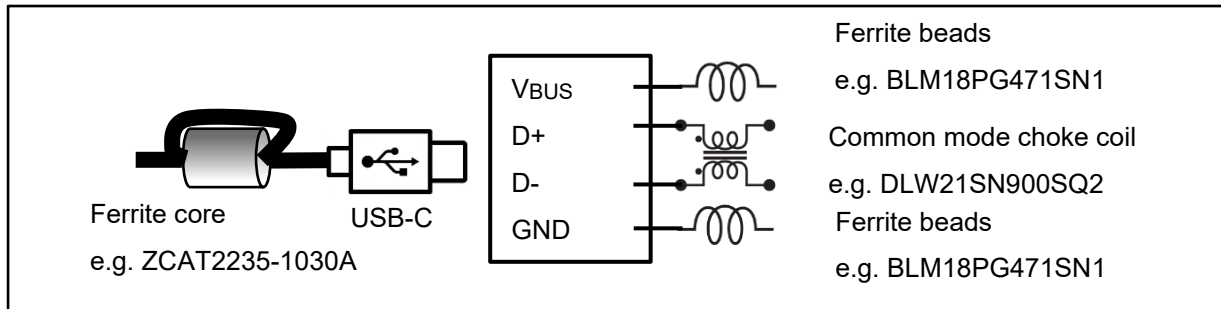 Ferrite beads
e.g. BLM18PG471SN1
VBUS
D+
D-
GND
Common mode choke coil
e.g. DLW21SN900SQ2
Ferrite beads
e.g. BLM18PG471SN1
Ferrite core
e.g. ZCAT2235-1030A
USB-C